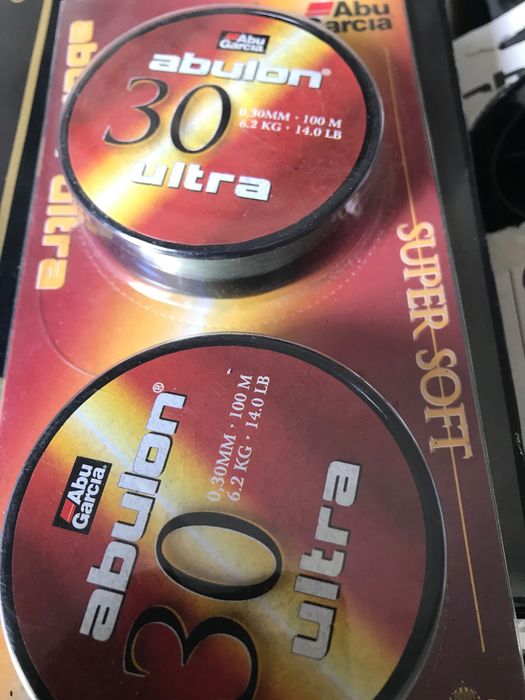 Abu
Garcia
abulon®
30
0,30MM · 100 M
6.2 KG · 14.0 LB
ultra
Abu
Garcia
SUPER SOFT
ultra
Abu
Garcia
abulon®
30
0,30MM · 100 M
6.2 KG · 14.0 LB
ultra